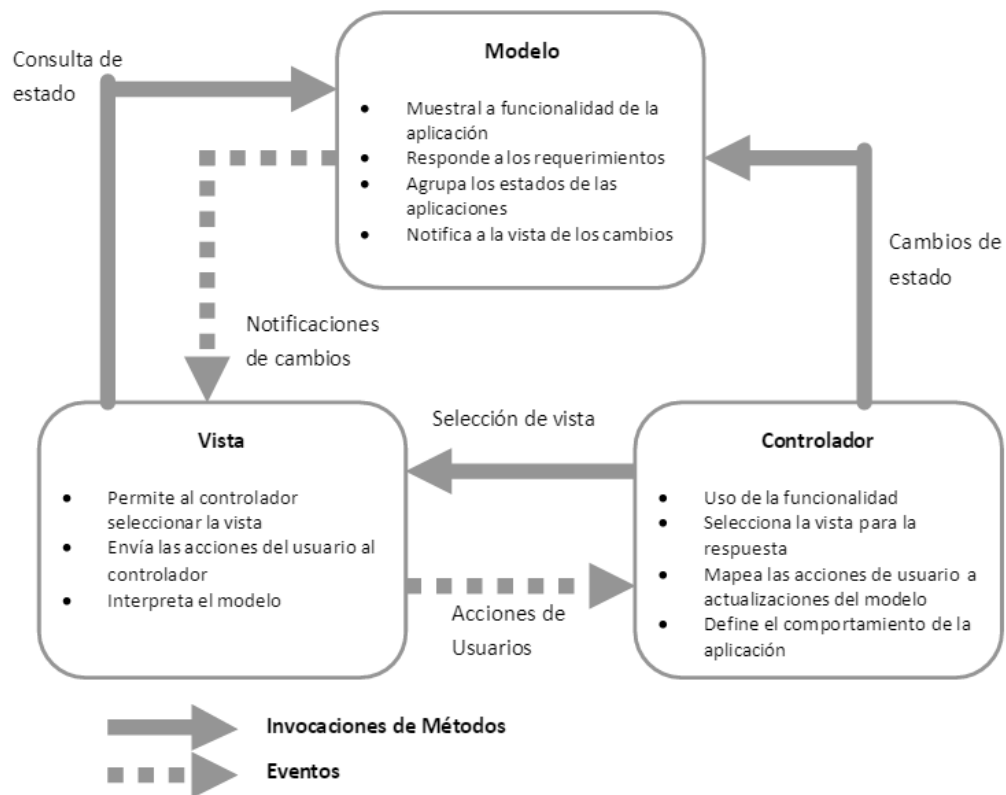 Consulta de
estado
Modelo
• Muestral a funcionalidad de la
aplicación
• Responde a los requerimientos
• Agrupa los estados de las
aplicaciones
• Notifica a la vista de los cambios
Cambios de
estado
Notificaciones
de cambios
Selección de vista
Vista
• Permite al controlador
seleccionar la vista
• Envía las acciones del usuario al
controlador
• Interpreta el modelo
Controlador
• Uso de la funcionalidad
• Selecciona la vista para la
respuesta
• Mapea las acciones de usuario a
actualizaciones del modelo
• Define el comportamiento de la
aplicación
Acciones de
Usuarios
Invocaciones de Métodos
Eventos